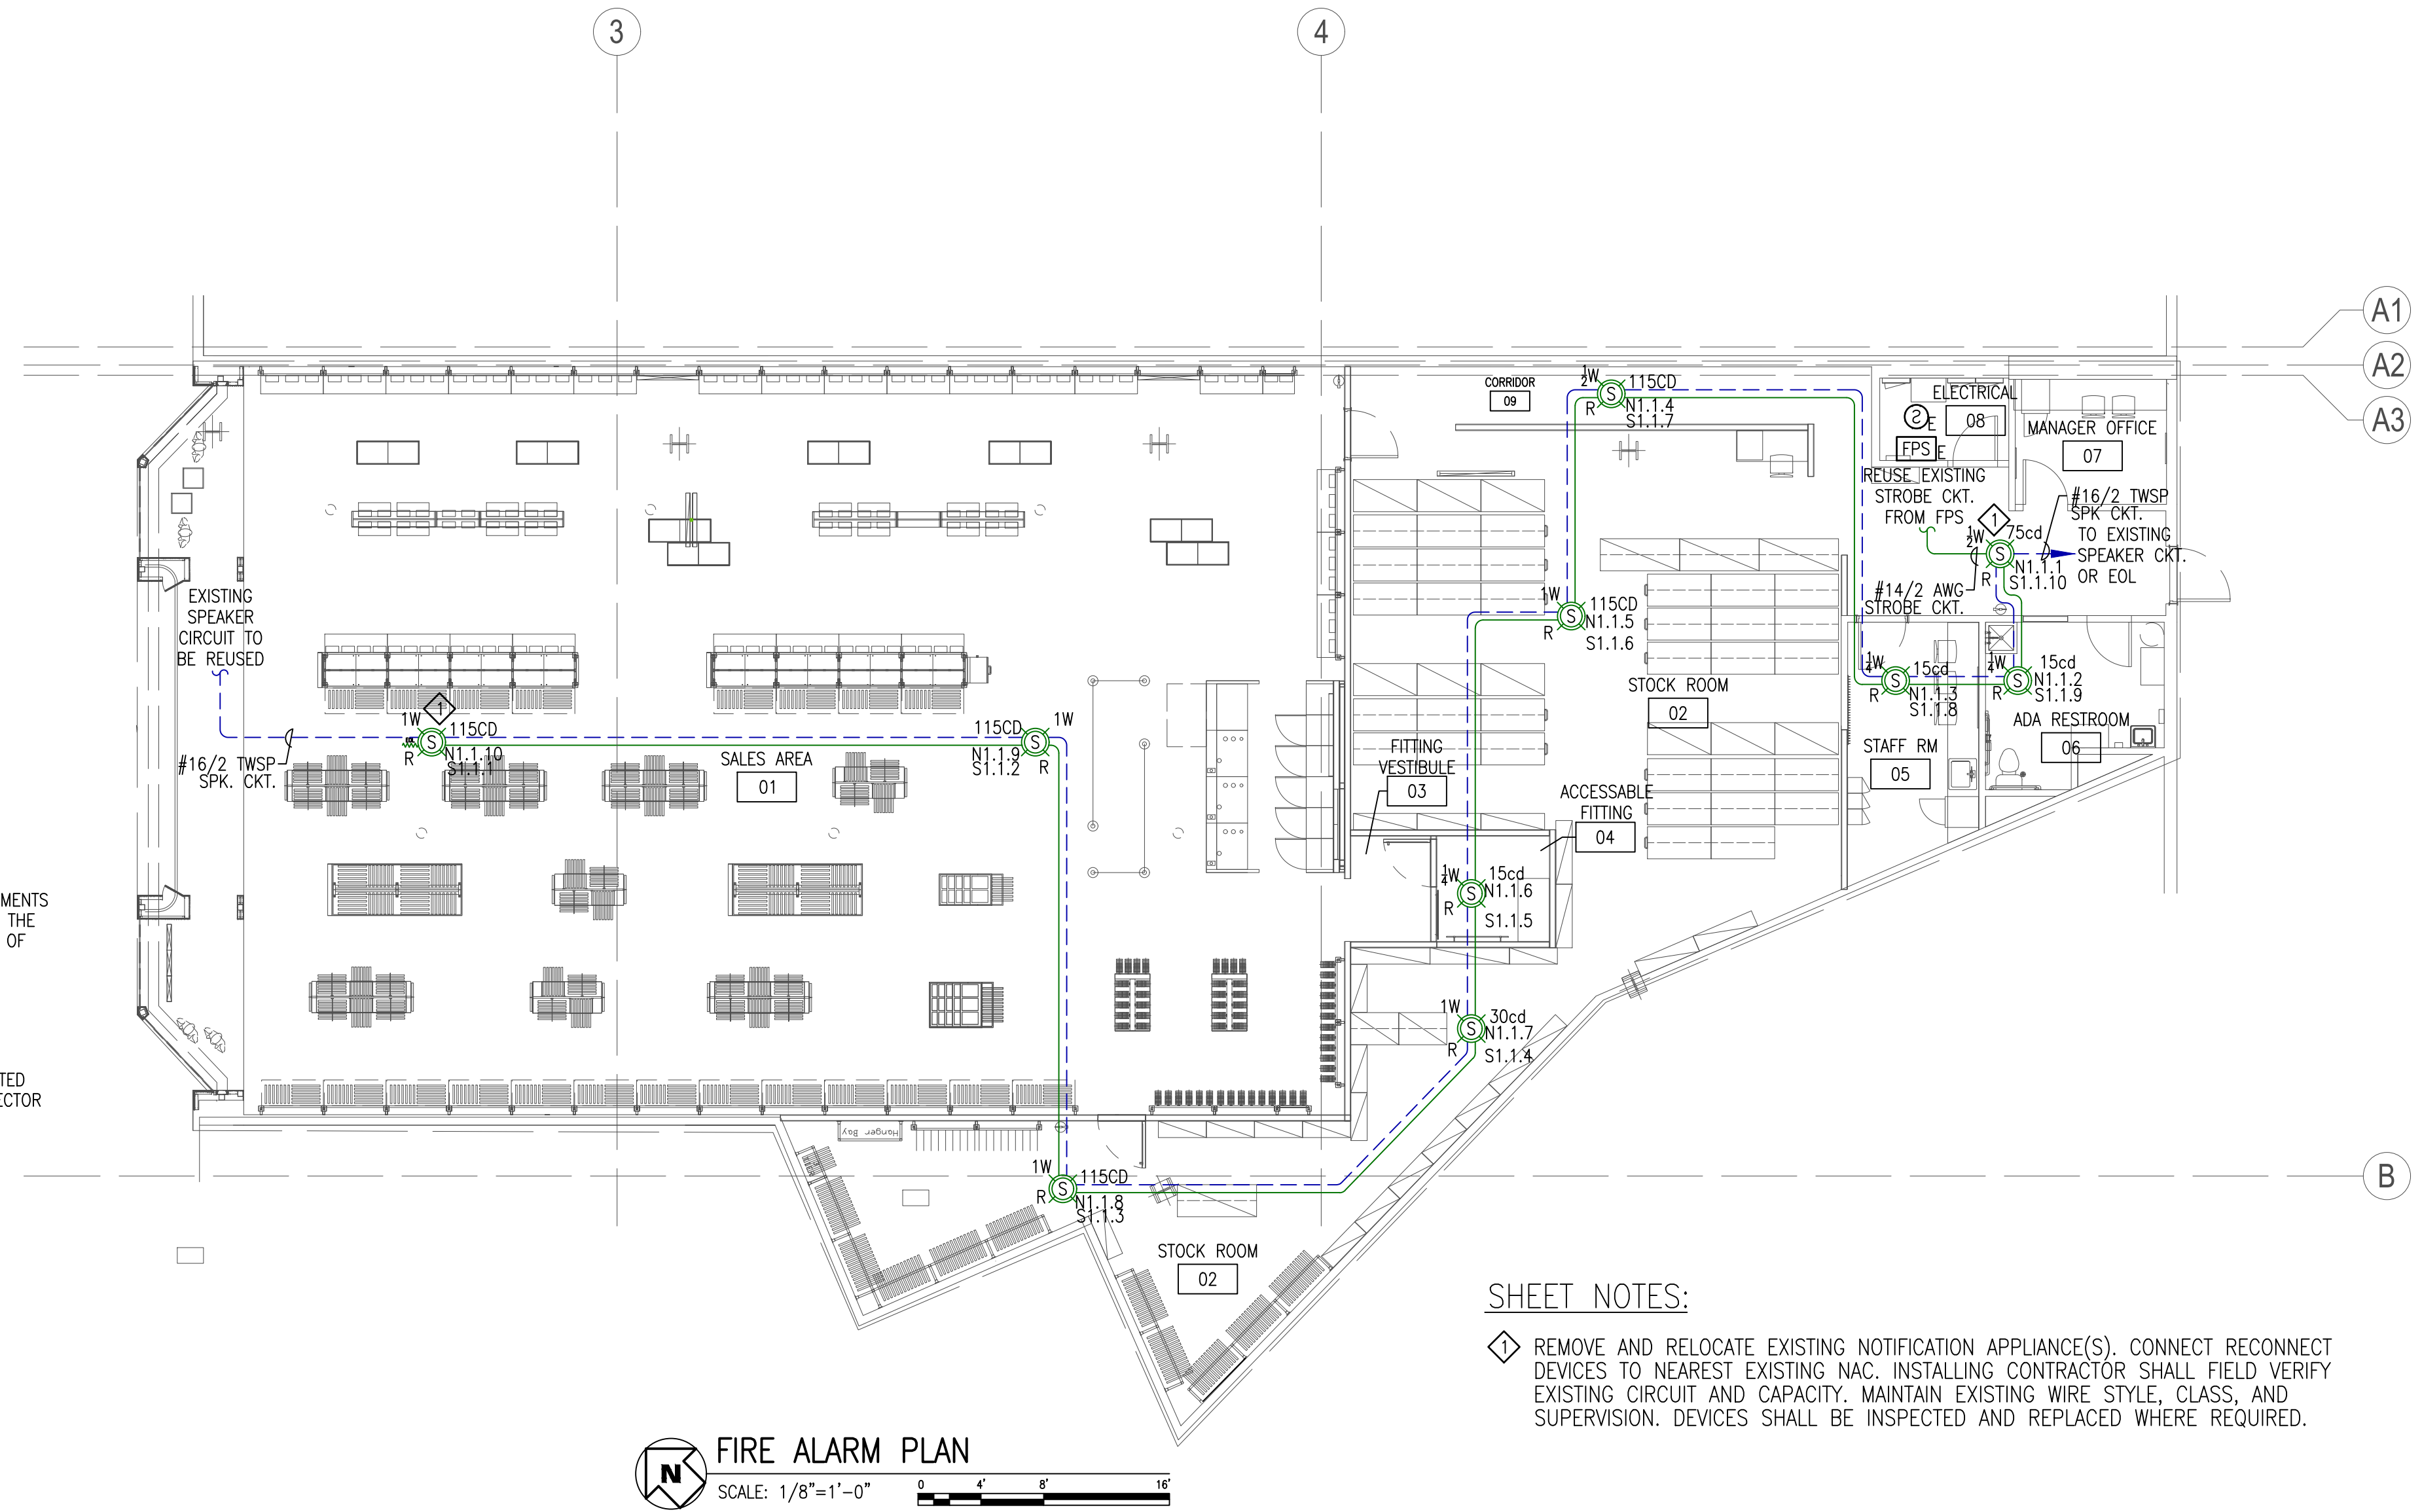 3
4
A1
A2
A3
B
CORRIDOR
09
1/2W
115CD
R
N1.1.4
S1.1.7
ELECTRICAL
08
S
E
FPS
E
MANAGER OFFICE
07
REUSE EXISTING
STROBE CKT.
FROM FPS
#16/2 TWSP
SPK CKT.
TO EXISTING
SPEAKER CKT.
OR EOL
1
1/2W
75cd
S
R
N1.1.1
S1.1.10
#14/2 AWG
STROBE CKT.
1W
115CD
S
R
N1.1.5
S1.1.6
EXISTING
SPEAKER
CIRCUIT TO
BE REUSED
#16/2 TWSP
SPK. CKT.
1
1W
115CD
S
R
N1.1.10
S1.1.1
115CD
1W
S
N1.1.9
S1.1.2
R
SALES AREA
01
STOCK ROOM
02
1/4W
15cd
S
R
N1.1.3
S1.1.8
1/4W
15cd
S
R
N1.1.2
S1.1.9
STAFF RM
05
ADA RESTROOM
06
FITTING
VESTIBULE
03
ACCESSABLE
FITTING
04
1/4W
15cd
S
N1.1.6
R
S1.1.5
1W
30cd
S
N1.1.7
R
S1.1.4
MENTS
THE
OF
TED
ECTOR
Hanger Bay
1W
115CD
S
R
N1.1.8
S1.1.3
STOCK ROOM
02
SHEET NOTES:
1 REMOVE AND RELOCATE EXISTING NOTIFICATION APPLIANCE(S). CONNECT RECONNECT
DEVICES TO NEAREST EXISTING NAC. INSTALLING CONTRACTOR SHALL FIELD VERIFY
EXISTING CIRCUIT AND CAPACITY. MAINTAIN EXISTING WIRE STYLE, CLASS, AND
SUPERVISION. DEVICES SHALL BE INSPECTED AND REPLACED WHERE REQUIRED.
N
FIRE ALARM PLAN
SCALE: 1/8"=1'-0"
0 4' 8' 16'